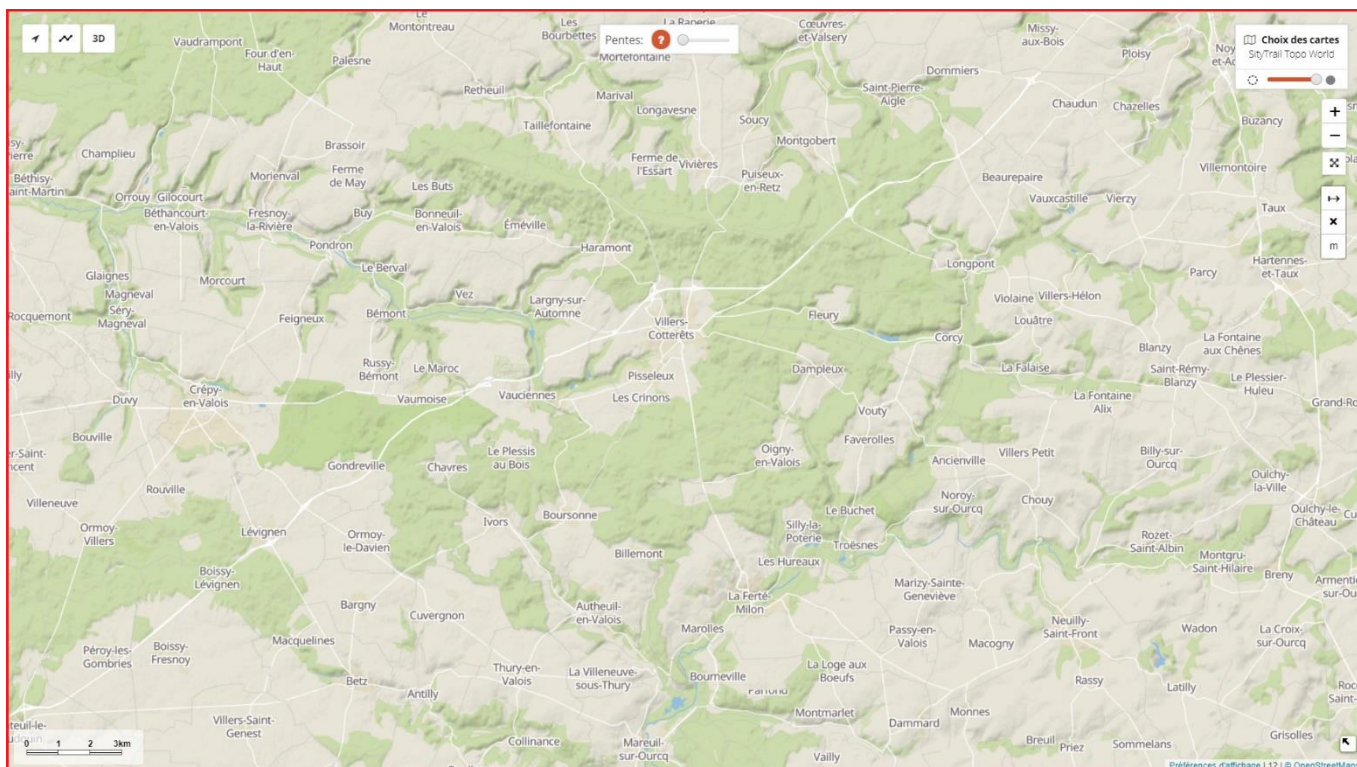 Le
Montontreau
Les
Bourbettes
La Râperie
Cœuvres-
et-Valsery
Missy-
aux-Bois
Ploisy
3D
Vaudrampont
Four d'en-
Haut
Palesne
Pentes:
?
Mortefontaine
Choix des cartes
SityTrail Topo World
Retheuil
Marival
Longavesne
Saint-Pierre-
Aigle
Dommiers
Chaudun
Chazelles
Buzancy
+
−
Taillefontaine
Soucy
Montgobert
Champlieu
Brassoir
Ferme de
l'Essart
Vivières
Puiseux-
en-Retz
Villemontoire
Béthisy-
Saint-Martin
Orrouy
Gilocourt
Morienval
Ferme
de May
Les Buts
Beaurepaire
Vauxcastille
Vierzy
Taux
m
Béthancourt-
en-Valois
Fresnoy-
la-Rivière
Buy
Bonneuil-
en-Valois
Éméville
Haramont
Pondron
Le Berval
Longpont
Parcy
Hartennes-
et-Taux
Glaignes
Magneval
Séry-
Magneval
Morcourt
Vez
Largny-sur-
Automne
Violaine
Villers-Hélon
Rocquemont
Feigneux
Bémont
Villers-
Cotterêts
Fleury
Corcy
Louâtre
La Fontaine
aux Chênes
Blanzy
Russy-
Bémont
Le Maroc
Pisseleux
Dampleux
La Falaise
Saint-Rémy-
Blanzy
Le Plessier-
Huleu
Duvy
Crépy-
en-Valois
Vaumoise
Vauciennes
Les Crinons
La Fontaine
Alix
Vouty
Faverolles
Bouville
Le Plessis
au Bois
Oigny-
en-Valois
Ancienville
Villers Petit
Billy-sur-
Ourcq
Gondreville
Chavres
Oulchy-
la-Ville
Villeneuve
Rouville
Noroy-
sur-Ourcq
Chouy
Ormoy-
Villers
Lévignen
Ormoy-
le-Davien
Ivors
Boursonne
Silly-la-
Poterie
Le Buchet
Troësnes
Oulchy-le-
Château
Rozet-
Saint-Albin
Billemont
Les Hureaux
Montgru-
Saint-Hilaire
Breny
Boissy-
Lévignen
Bargny
Cuvergnon
Autheuil-
en-Valois
La Ferté-
Milon
Marizy-Sainte-
Geneviève
Macquelines
Marolles
Passy-en-
Valois
Macogny
Neuilly-
Saint-Front
Wadon
La Croix-
sur-Ourcq
Péroy-les-
Gombries
Boissy-
Fresnoy
Betz
Antilly
Thury-en-
Valois
La Villeneuve-
sous-Thury
Bourneville
La Loge aux
Boeufs
Rassy
Latilly
Villers-Saint-
Genest
Montmarlet
Dammard
Monnes
Collinance
Mareuil-
sur-Ourcq
Vailly
Breuil
Priez
Sommelans
Grisolles
0 1 2 3km
Préférences d'affichage | 12 | © OpenStreetMap